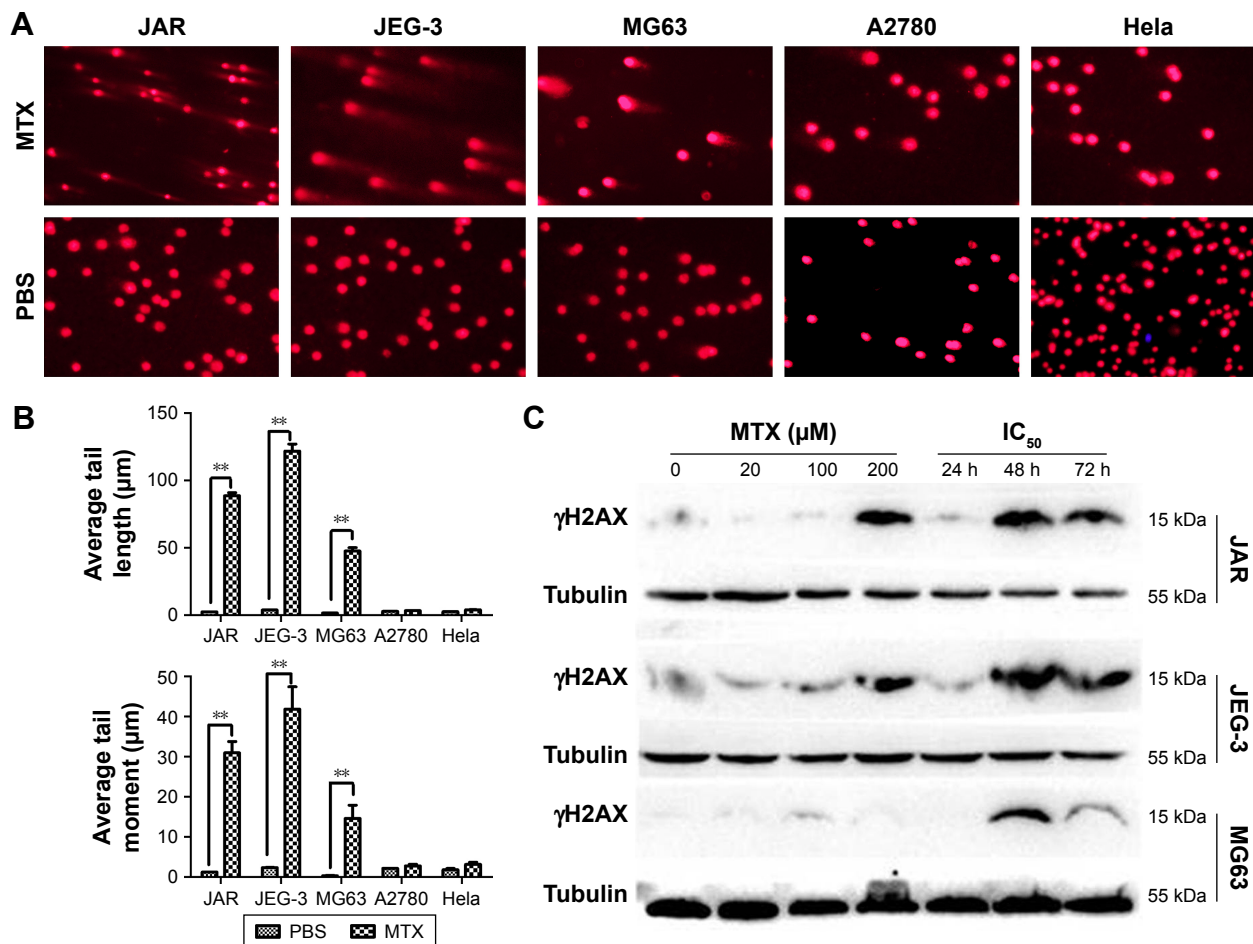 A
JAR JEG-3 MG63 A2780 Hela
MTX
PBS
B
Average tail
length (µm)
150
100
50
0
** ** **
JAR JEG-3 MG63 A2780 Hela
Average tail
moment (µm)
50
40
30
20
10
0
** ** **
JAR JEG-3 MG63 A2780 Hela
PBS MTX
C
MTX (µM) IC50
0 20 100 200 24 h 48 h 72 h
γH2AX 15 kDa
Tubulin 55 kDa
JAR
γH2AX 15 kDa
Tubulin 55 kDa
JEG-3
γH2AX 15 kDa
Tubulin 55 kDa
MG63